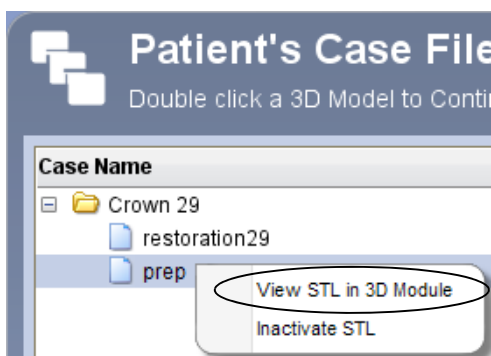 Patient's Case File
Double click a 3D Model to Conti
Case Name
Crown 29
restoration29
prep
View STL in 3D Module
Inactivate STL